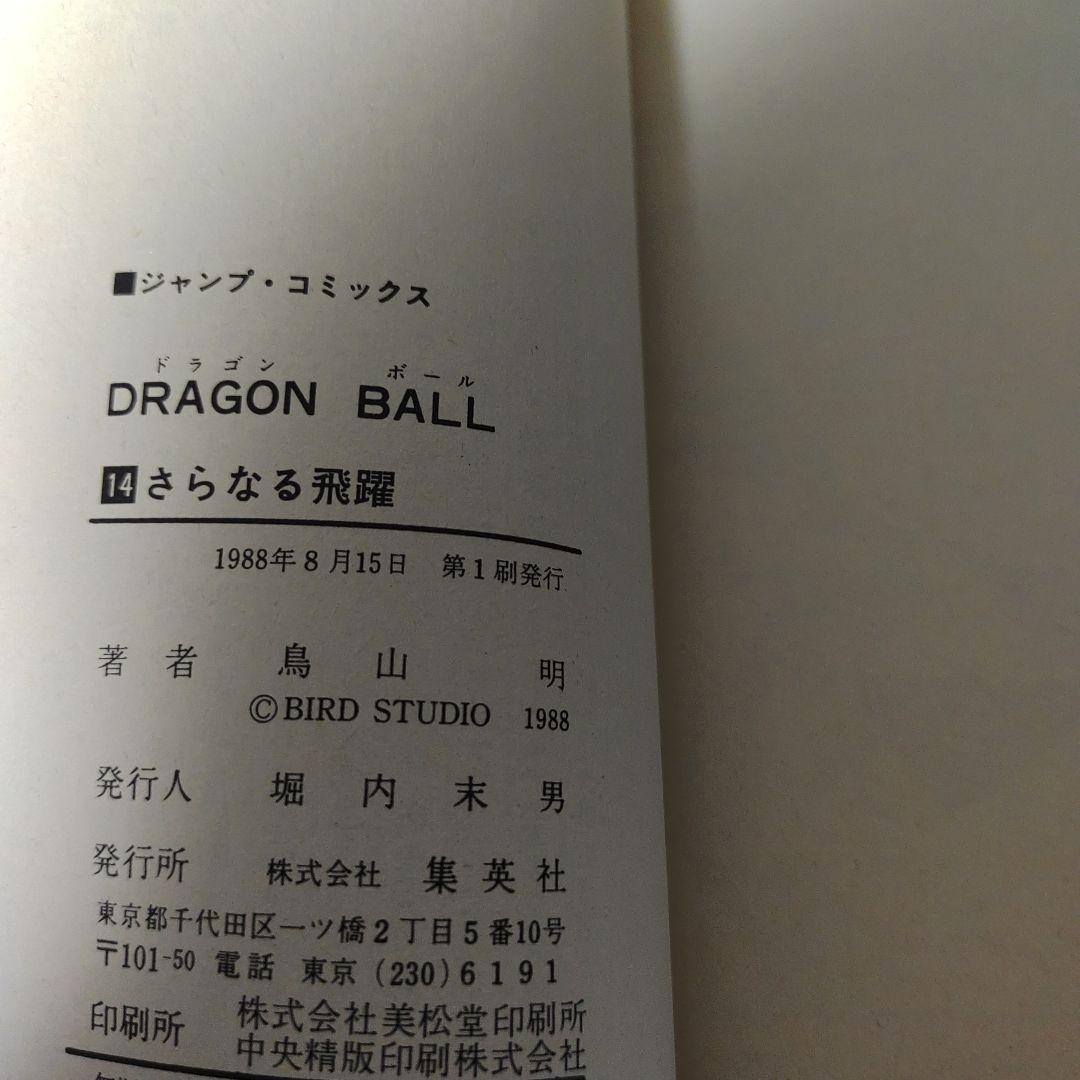 ■ジャンプ・コミックス
ドラゴン ボール
DRAGON BALL
14 さらなる飛躍
1988年8月15日 第1刷発行
著者 鳥山明
©BIRD STUDIO 1988
発行人 堀内末男
発行所 株式会社 集英社
東京都千代田区一ツ橋2丁目5番10号
〒101-50 電話 東京(230)6191
印刷所 株式会社美松堂印刷所
中央精版印刷株式会社